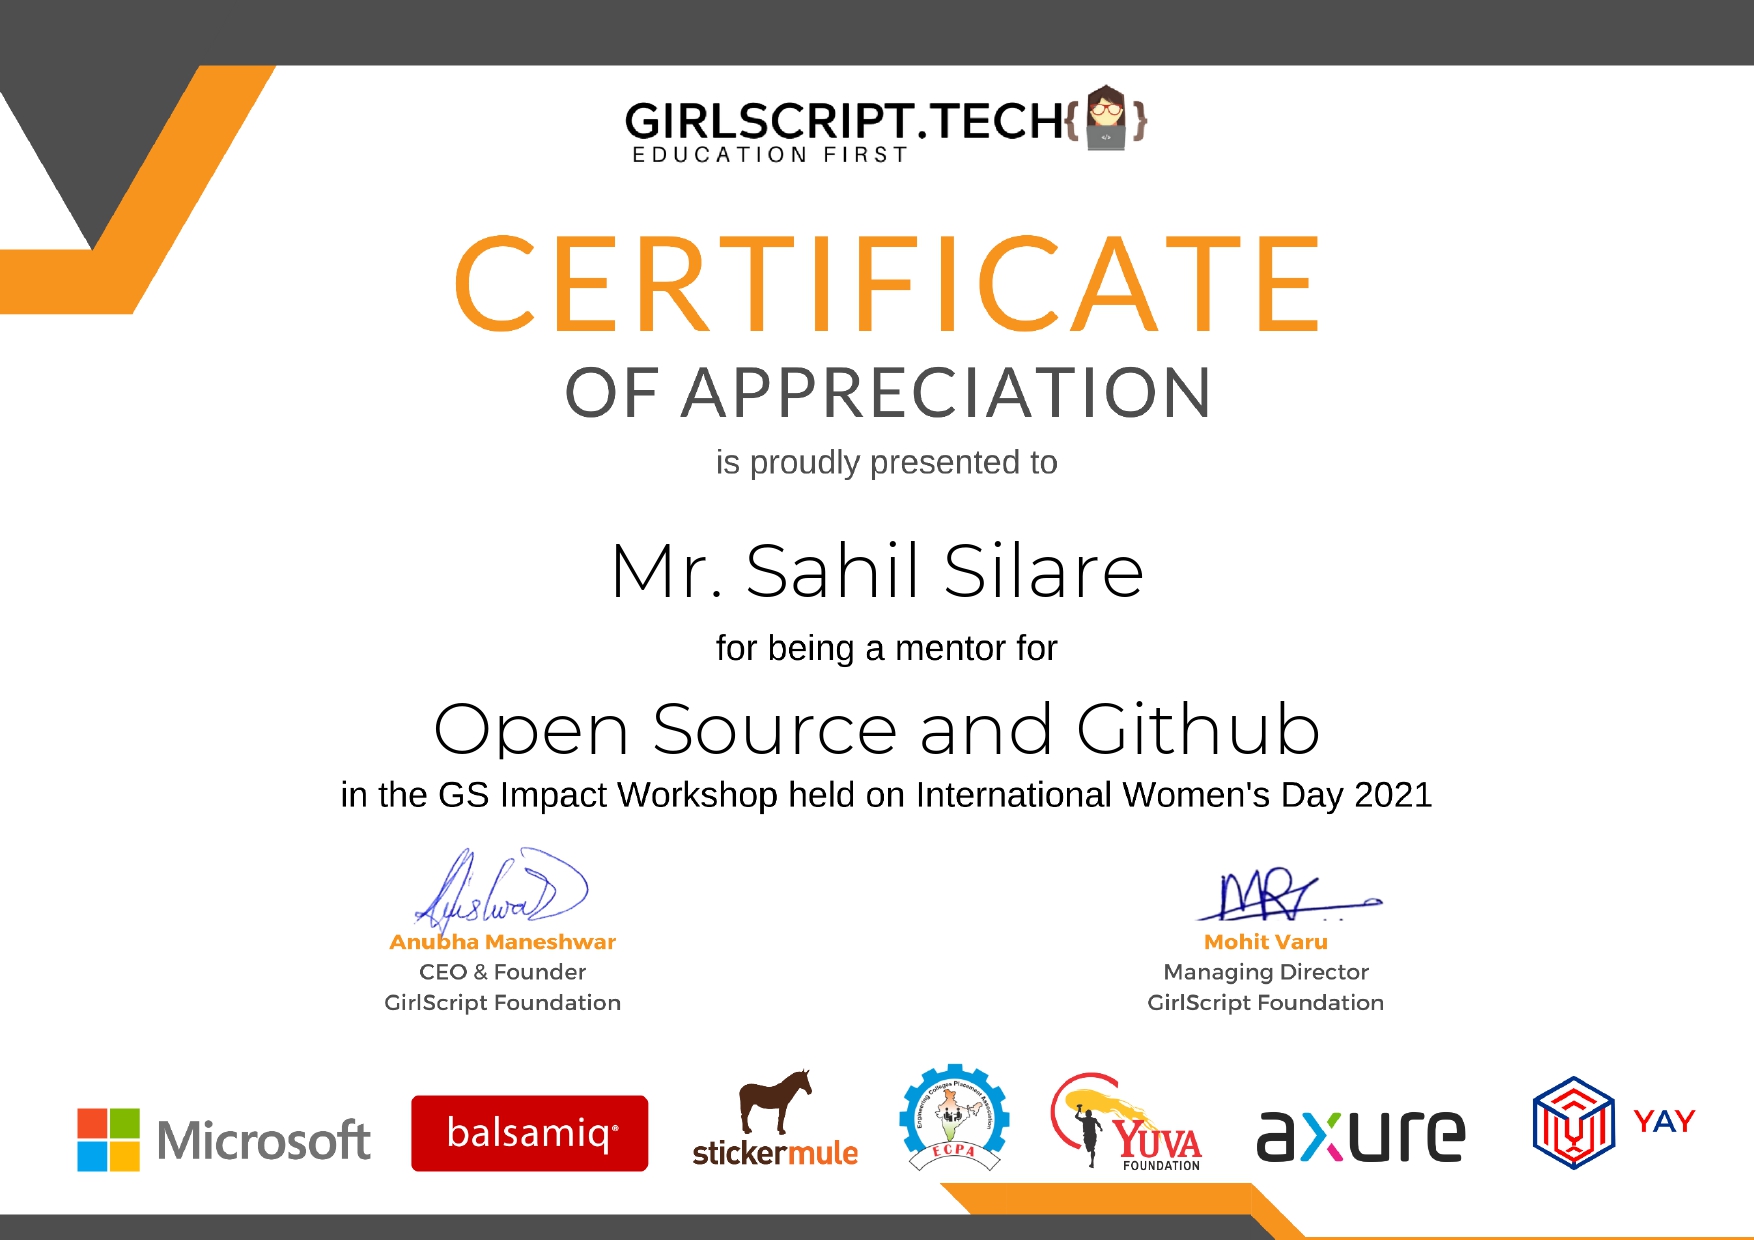 GIRLSCRIPT.TECH{ </> }
EDUCATION FIRST
CERTIFICATE
OF APPRECIATION
is proudly presented to
Mr. Sahil Silare
for being a mentor for
Open Source and Github
in the GS Impact Workshop held on International Women's Day 2021
Anubha Maneshwar
CEO & Founder
GirlScript Foundation
Mohit Varu
Managing Director
GirlScript Foundation
Microsoft
balsamiq®
stickermule
Engineering Colleges Placement Association
ECPA
YUVA
FOUNDATION
axure
YAY